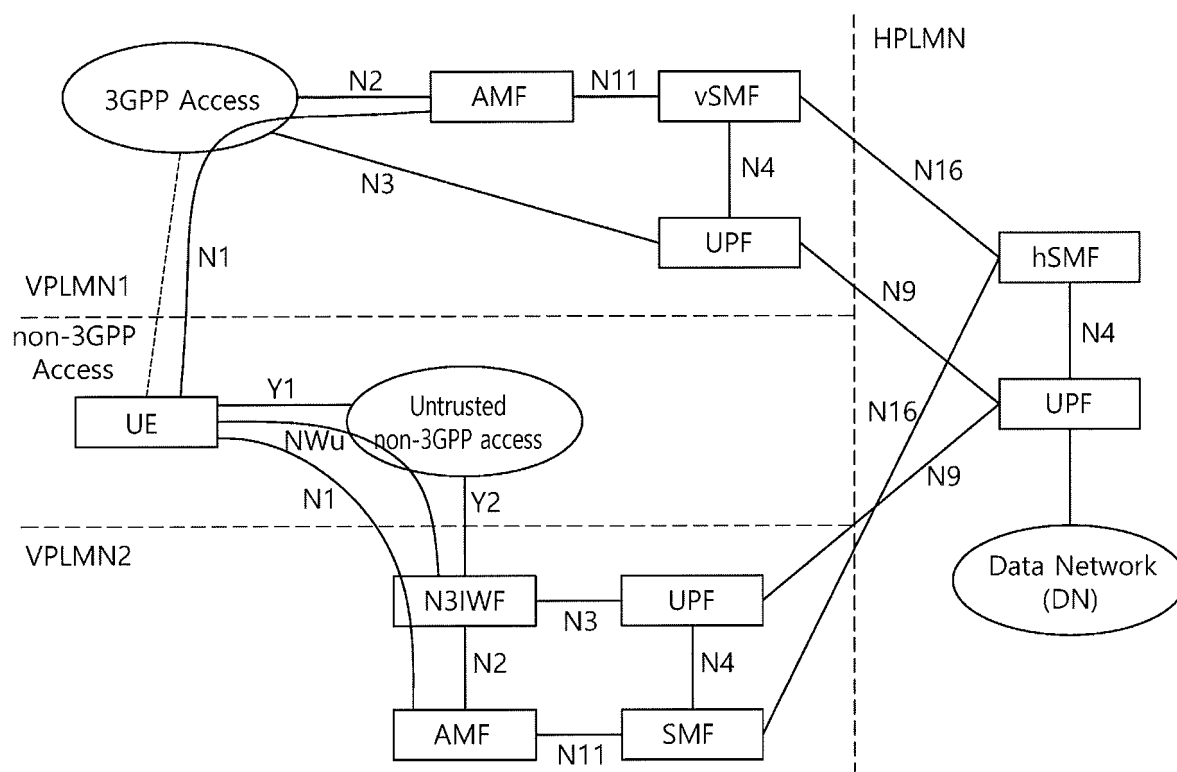 HPLMN
3GPP Access
N2
AMF
N11
vSMF
N3
N4
N16
N1
UPF
hSMF
VPLMN1
N9
non-3GPP
Access
N4
Y1
Untrusted
non-3GPP access
UE
NWu
N16
UPF
N1
Y2
N9
VPLMN2
N3IWF
N3
UPF
Data Network
(DN)
N2
N4
AMF
N11
SMF